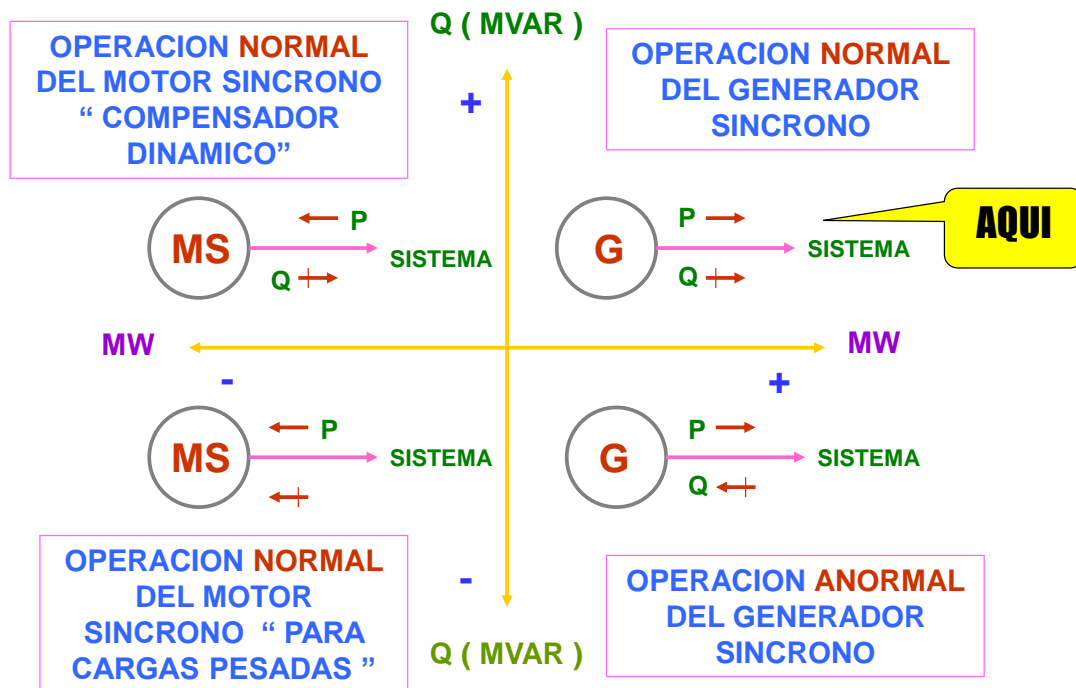 Q ( MVAR )
OPERACION NORMAL
DEL MOTOR SINCRONO
“ COMPENSADOR
DINAMICO”
+
OPERACION NORMAL
DEL GENERADOR
SINCRONO
MS
P
SISTEMA
Q
G
P
SISTEMA
Q
AQUI
MW
MW
-
+
MS
P
SISTEMA
G
P
SISTEMA
Q
OPERACION NORMAL
DEL MOTOR
SINCRONO “ PARA
CARGAS PESADAS ”
-
Q ( MVAR )
OPERACION ANORMAL
DEL GENERADOR
SINCRONO